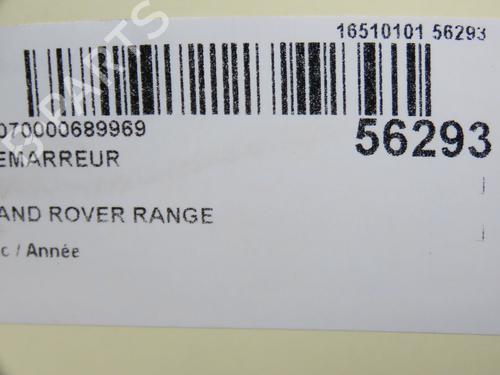 16510101 56293
070000689969
56293
EMARREUR
AND ROVER RANGE
c / Année